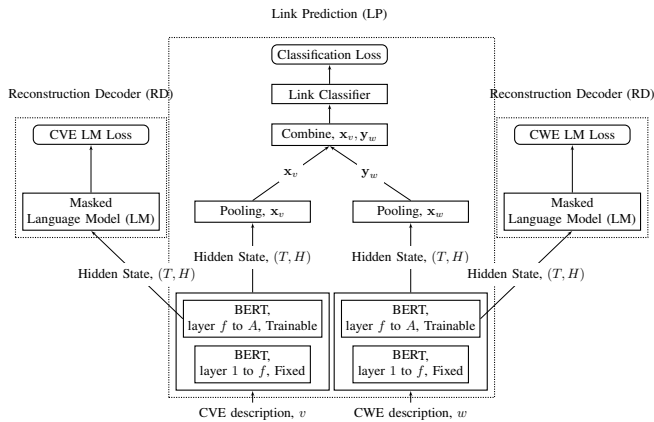 Link Prediction (LP)
Classification Loss
Link Classifier
Combine, x_v, y_w
x_v
y_w
Pooling, x_v
Pooling, x_w
Hidden State, (T, H)
Hidden State, (T, H)
BERT,
layer f to A, Trainable
BERT,
layer 1 to f, Fixed
BERT,
layer f to A, Trainable
BERT,
layer 1 to f, Fixed
CVE description, v
CWE description, w
Reconstruction Decoder (RD)
CVE LM Loss
Masked
Language Model (LM)
Hidden State, (T, H)
Reconstruction Decoder (RD)
CWE LM Loss
Masked
Language Model (LM)
Hidden State, (T, H)